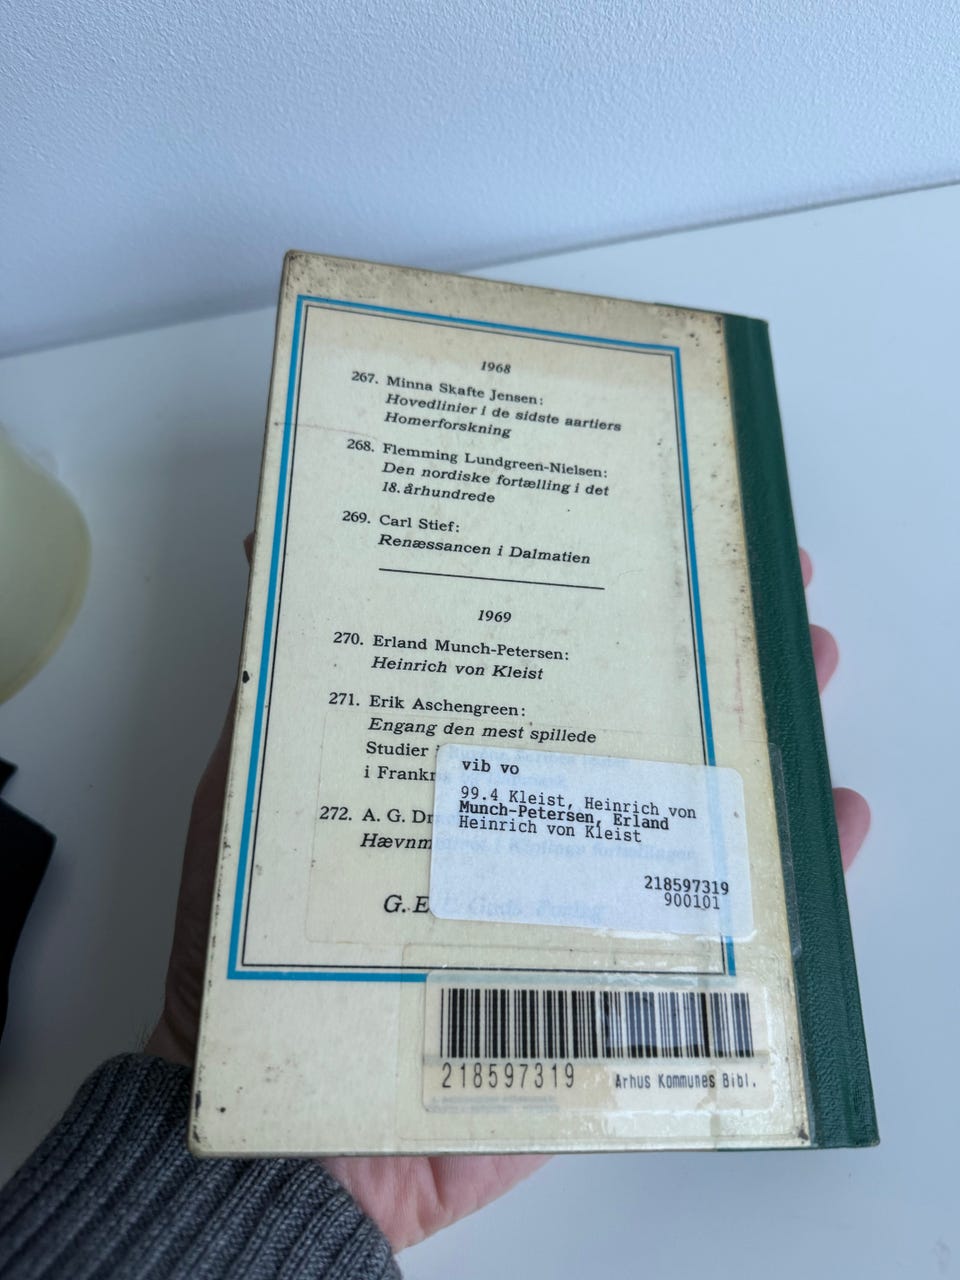 1968
267. Minna Skafte Jensen:
Hovedlinier i de sidste aartiers
Homerforskning
268. Flemming Lundgreen-Nielsen:
Den nordiske fortælling i det
18. århundrede
269. Carl Stief:
Renæssancen i Dalmatien
1969
270. Erland Munch-Petersen:
Heinrich von Kleist
271. Erik Aschengreen:
Engang den mest spillede
Studier
i Frankr
272. A. G. Dr
Hævnm
G. E.
vib vo
99.4 Kleist, Heinrich von
Munch-Petersen, Erland
Heinrich von Kleist
218597319
900101
218597319 Arhus Kommunes Bibl.